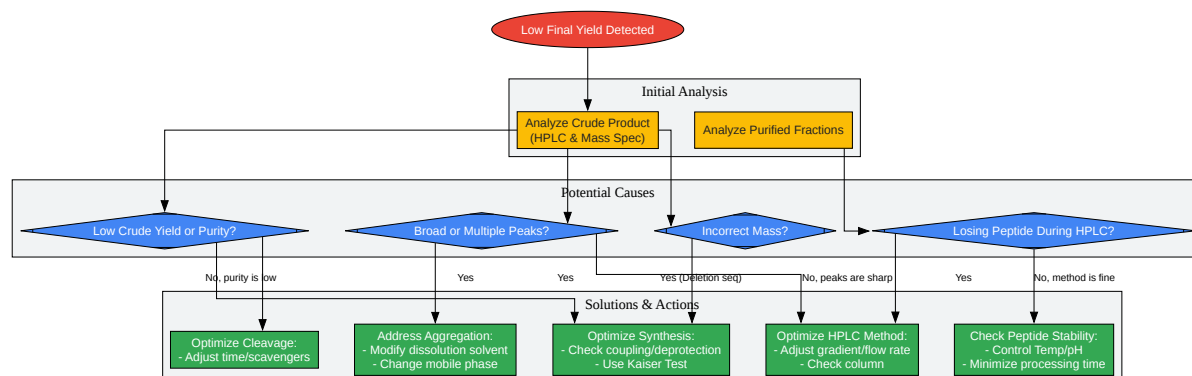 Low Final Yield Detected
Initial Analysis
Analyze Crude Product
(HPLC & Mass Spec)
Analyze Purified Fractions
Potential Causes
Low Crude Yield or Purity?
Broad or Multiple Peaks?
Incorrect Mass?
Losing Peptide During HPLC?
No, purity is low
Yes
Yes
Yes (Deletion seq)
No, peaks are sharp
Yes
No, method is fine
Solutions & Actions
Optimize Cleavage:
- Adjust time/scavengers
Address Aggregation:
- Modify dissolution solvent
- Change mobile phase
Optimize Synthesis:
- Check coupling/deprotection
- Use Kaiser Test
Optimize HPLC Method:
- Adjust gradient/flow rate
- Check column
Check Peptide Stability:
- Control Temp/pH
- Minimize processing time